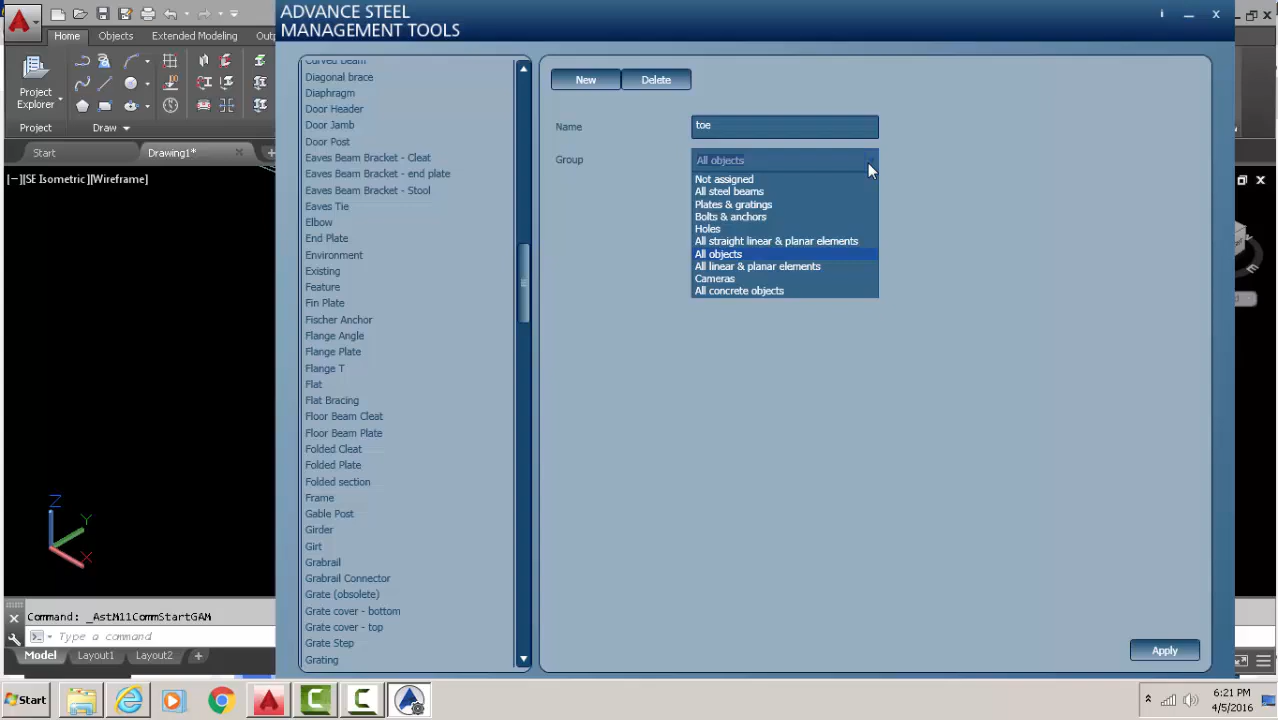 ADVANCE STEEL
MANAGEMENT TOOLS
Home
Objects
Extended Modeling
Project
Explorer
Project
Draw
Start
Drawing1*
[−][SE Isometric][Wireframe]
Z
Y
X
Command: _AstM11CommStartGAM
Type a command
Model
Layout1
Layout2
Curved beam
Diagonal brace
Diaphragm
Door Header
Door Jamb
Door Post
Eaves Beam Bracket - Cleat
Eaves Beam Bracket - end plate
Eaves Beam Bracket - Stool
Eaves Tie
Elbow
End Plate
Environment
Existing
Feature
Fin Plate
Fischer Anchor
Flange Angle
Flange Plate
Flange T
Flat
Flat Bracing
Floor Beam Cleat
Floor Beam Plate
Folded Cleat
Folded Plate
Folded section
Frame
Gable Post
Girder
Girt
Grabrail
Grabrail Connector
Grate (obsolete)
Grate cover - bottom
Grate cover - top
Grate Step
Grating
New
Delete
Name
toe
Group
All objects
Not assigned
All steel beams
Plates & gratings
Bolts & anchors
Holes
All straight linear & planar elements
All objects
All linear & planar elements
Cameras
All concrete objects
Apply
Start
6:21 PM
4/5/2016